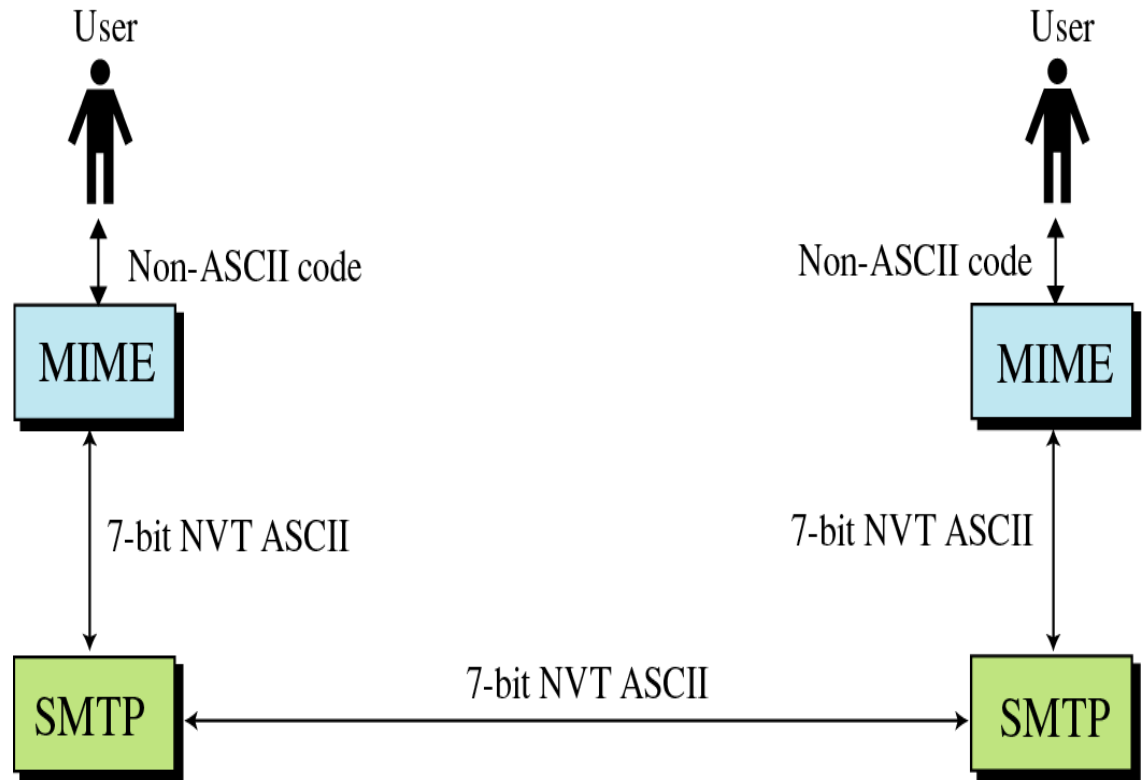 User
User
Non-ASCII code
Non-ASCII code
MIME
MIME
7-bit NVT ASCII
7-bit NVT ASCII
7-bit NVT ASCII
SMTP
SMTP